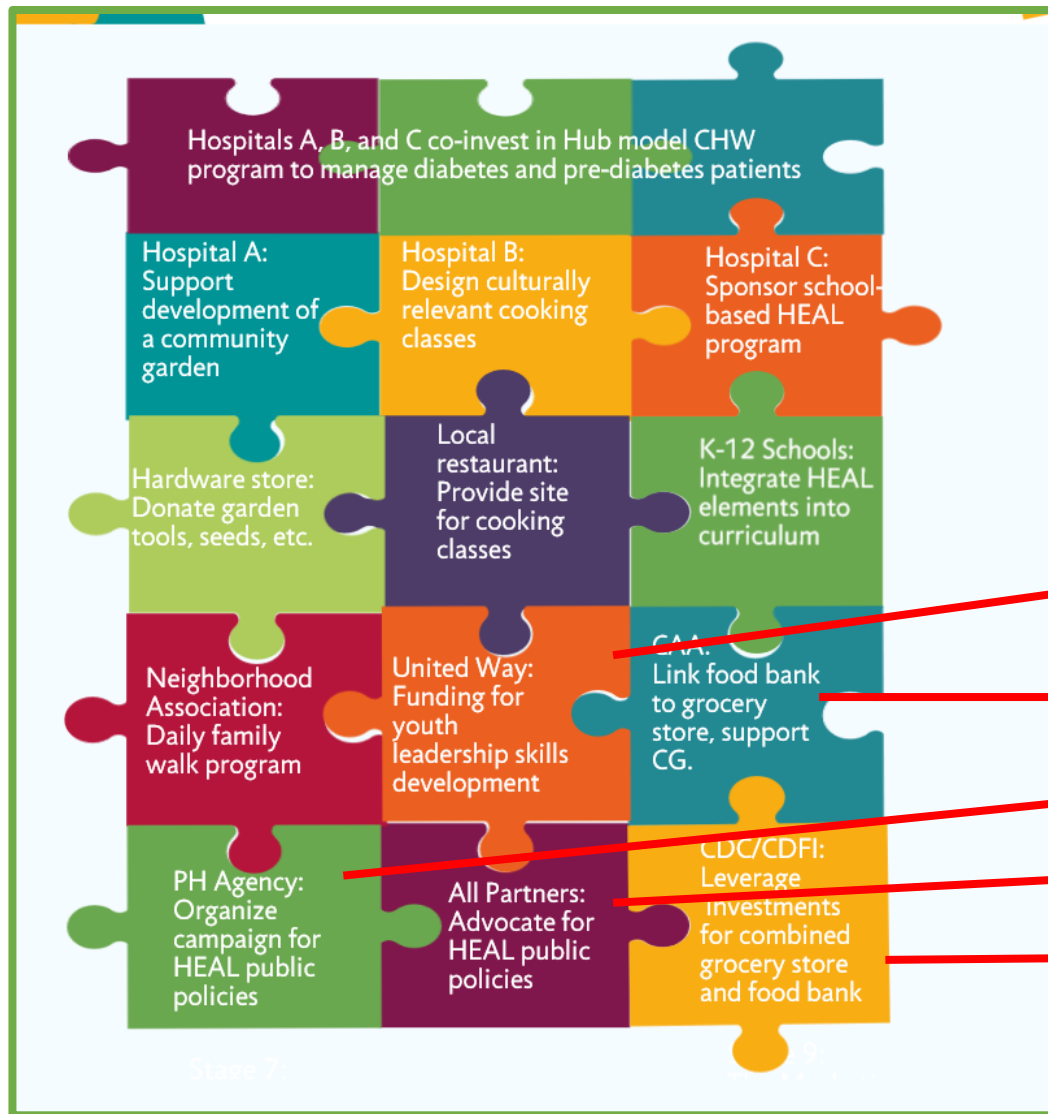 Hospitals A, B, and C co-invest in Hub model CHW
program to manage diabetes and pre-diabetes patients
Hospital A:
Support
development of
a community
garden
Hospital B:
Design culturally
relevant cooking
classes
Hospital C:
Sponsor school-
based HEAL
program
Hardware store:
Donate garden
tools, seeds, etc.
Local
restaurant:
Provide site
for cooking
classes
K-12 Schools:
Integrate HEAL
elements into
curriculum
Neighborhood
Association:
Daily family
walk program
United Way:
Funding for
youth
leadership skills
development
CAA:
Link food bank
to grocery
store, support
CG.
PH Agency:
Organize
campaign for
HEAL public
policies
All Partners:
Advocate for
HEAL public
policies
CDC/CDFI:
Leverage
investments
for combined
grocery store
and food bank
Stage 7:
9: